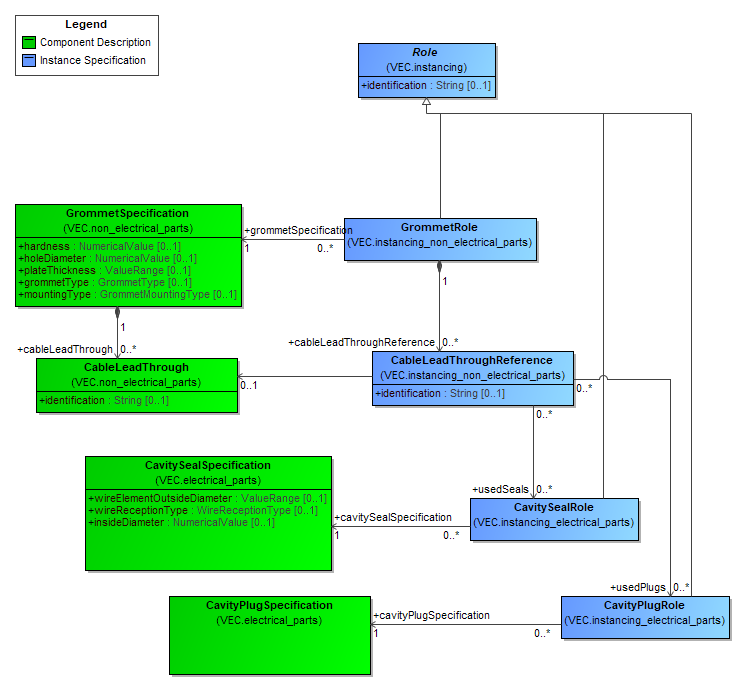 Legend
Component Description
Instance Specification
Role
(VEC.instancing)
+identification : String [0..1]
GrommetSpecification
(VEC.non_electrical_parts)
+hardness : NumericalValue [0..1]
+holeDiameter : NumericalValue [0..1]
+plateThickness : ValueRange [0..1]
+grommetType : GrommetType [0..1]
+mountingType : GrommetMountingType [0..1]
+grommetSpecification
1
0..*
GrommetRole
(VEC.instancing_non_electrical_parts)
1
1
+cableLeadThrough
0..*
+cableLeadThroughReference
0..*
CableLeadThrough
(VEC.non_electrical_parts)
+identification : String [0..1]
0..1
CableLeadThroughReference
(VEC.instancing_non_electrical_parts)
+identification : String [0..1]
0..*
0..*
CavitySealSpecification
(VEC.electrical_parts)
+wireElementOutsideDiameter : ValueRange [0..1]
+wireReceptionType : WireReceptionType [0..1]
+insideDiameter : NumericalValue [0..1]
+usedSeals
0..*
+cavitySealSpecification
1
0..*
CavitySealRole
(VEC.instancing_electrical_parts)
+usedPlugs
0..*
CavityPlugSpecification
(VEC.electrical_parts)
+cavityPlugSpecification
1
0..*
CavityPlugRole
(VEC.instancing_electrical_parts)